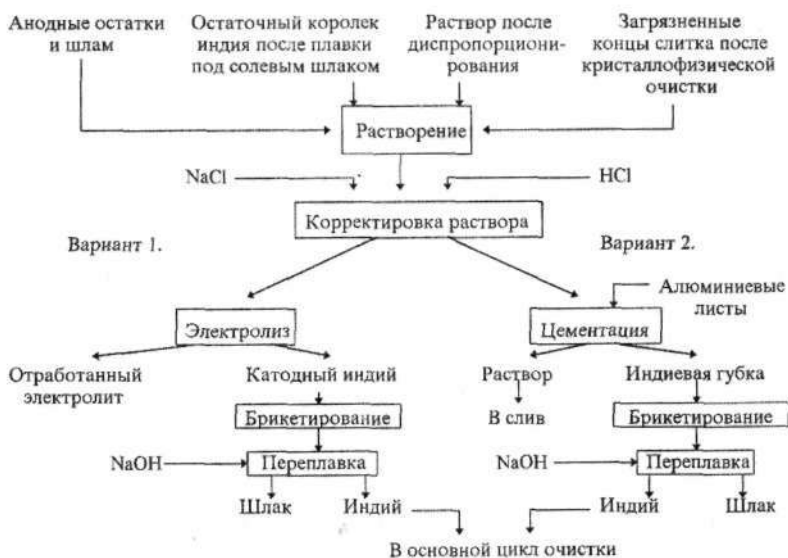 Анодные остатки
и шлам
Остаточный королек
индия после плавки
под солевым шлаком
Раствор после
диспропорциони-
рования
Загрязненные
концы слитка после
кристаллофизической
очистки
Растворение
NaCl
HCl
Корректировка раствора
Вариант 1.
Вариант 2.
Алюминиевые
листы
Электролиз
Цементация
Отработанный
электролит
Катодный индий
Раствор
Индиевая губка
Брикетирование
В слив
Брикетирование
NaOH
Переплавка
NaOH
Переплавка
Шлак
Индий
Индий
Шлак
В основной цикл очистки